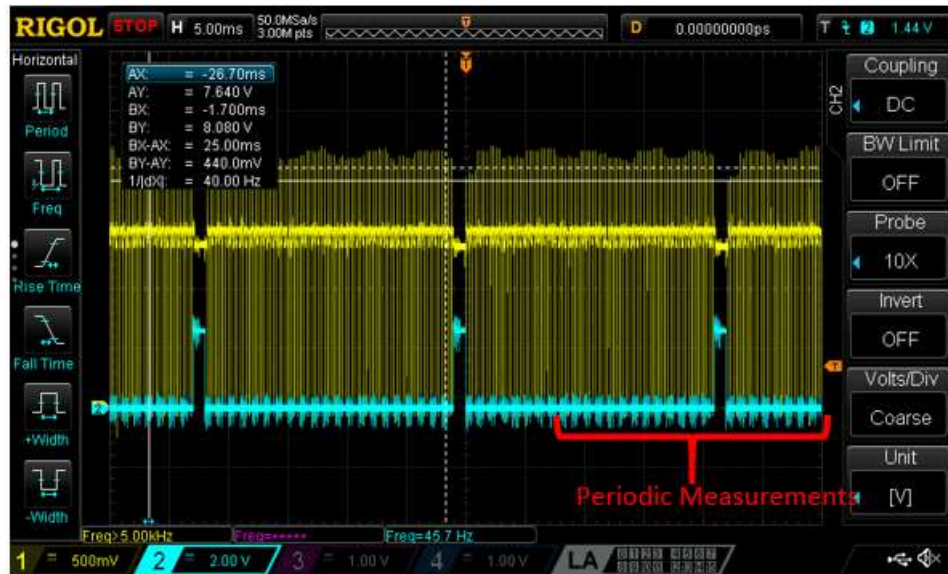 RIGOL STOP H 5.00ms 50.0MSa/s 3.00M pts D 0.00000000ps T 2 1.44 V
Horizontal
Period
Freq
Rise Time
Fall Time
+Width
-Width
AX: = -26.70ms
AY: = 7.640 V
BX: = -1.700ms
BY: = 8.080 V
BX-AX: = 25.00ms
BY-AY: = 440.0mV
1/|dX|: = 40.00 Hz
T
2
T
Periodic Measurements
CH2
Coupling
DC
BW Limit
OFF
Probe
10X
Invert
OFF
Volts/Div
Coarse
Unit
[V]
Freq>5.00kHz Freq=***** Freq=45.7 Hz
1 = 500mV 2 = 2.00 V 3 = 1.00 V 4 = 1.00 V LA